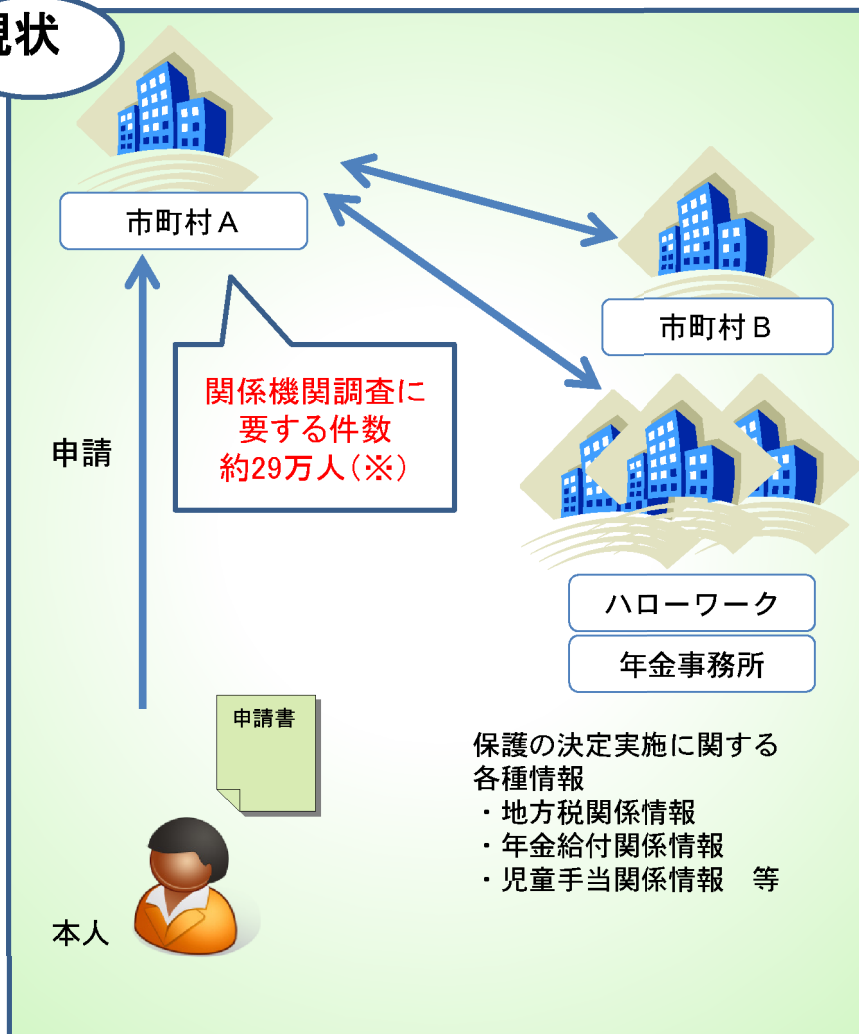 現状
市町村A
市町村B
関係機関調査に
要する件数
約29万人(※)
申請
ハローワーク
年金事務所
申請書
保護の決定実施に関する
各種情報
・地方税関係情報
・年金給付関係情報
・児童手当関係情報 等
本人